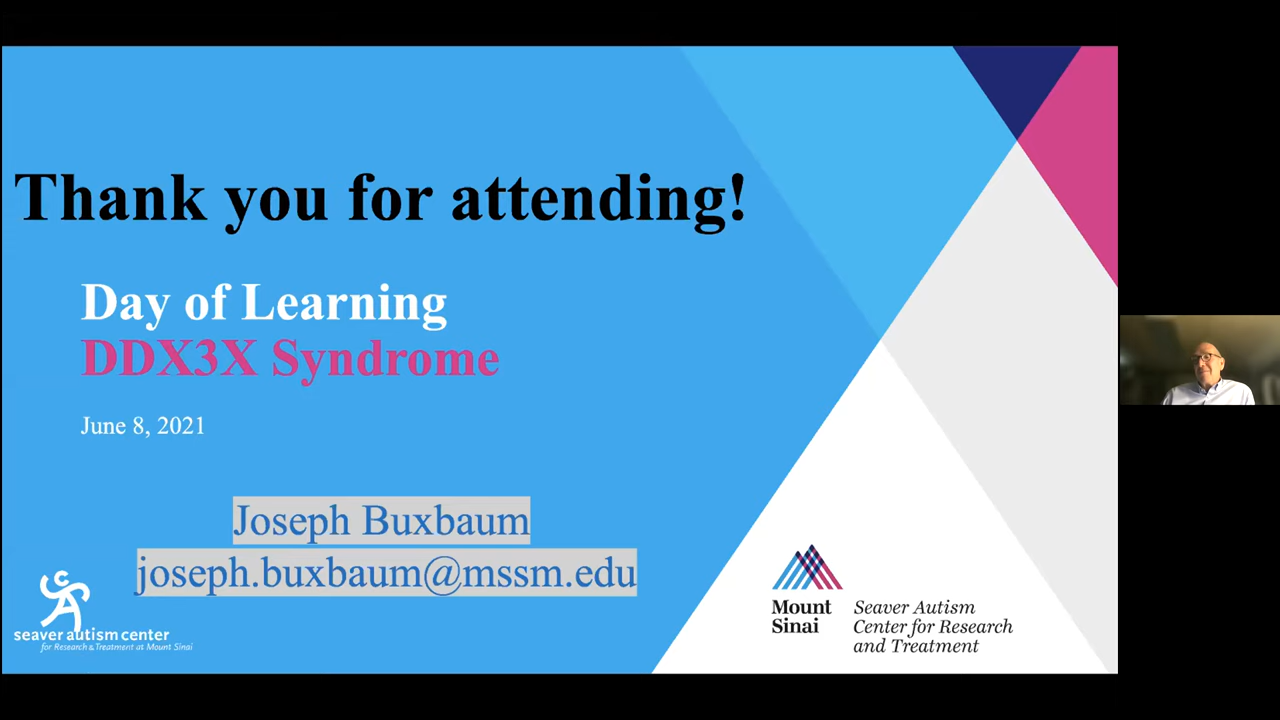 Thank you for attending!
Day of Learning
DDX3X Syndrome
June 8, 2021
Joseph Buxbaum
joseph.buxbaum@mssm.edu
seaver autism center
for Research & Treatment at Mount Sinai
Mount
Sinai
Seaver Autism
Center for Research
and Treatment